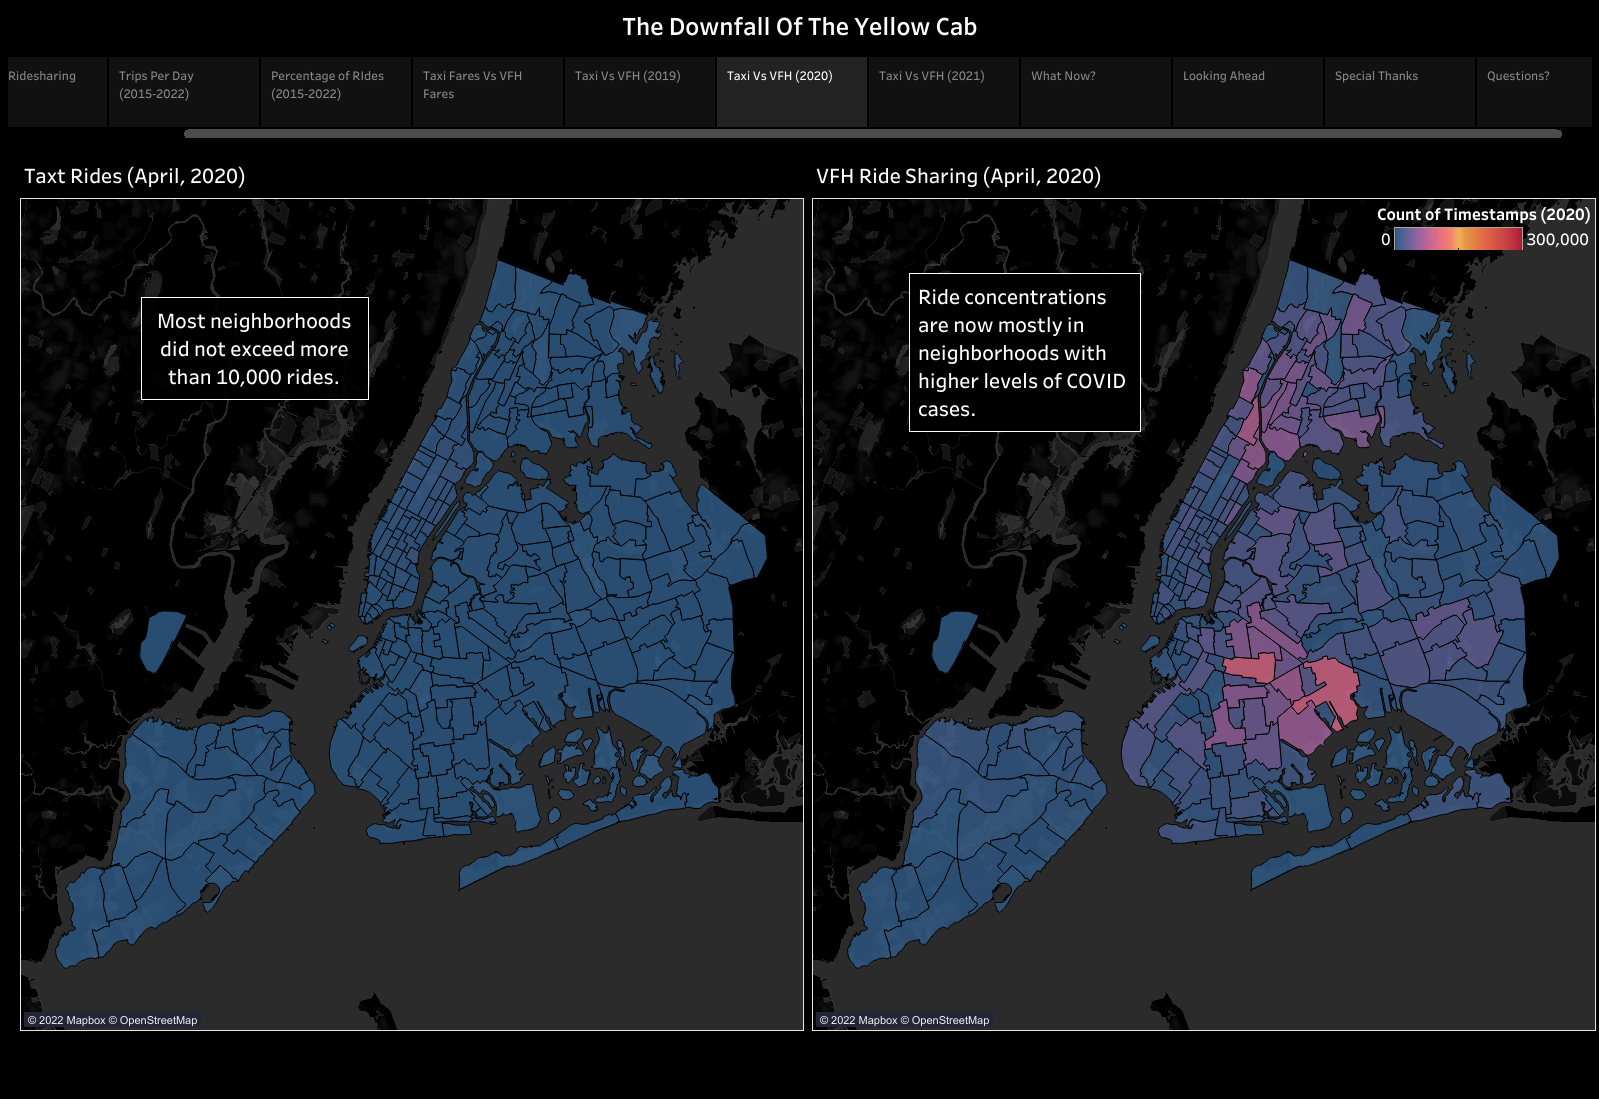 The Downfall Of The Yellow Cab
Ridesharing
Trips Per Day
(2015-2022)
Percentage of RIdes
(2015-2022)
Taxi Fares Vs VFH
Fares
Taxi Vs VFH (2019)
Taxi Vs VFH (2020)
Taxi Vs VFH (2021)
What Now?
Looking Ahead
Special Thanks
Questions?
Taxt Rides (April, 2020)
Most neighborhoods
did not exceed more
than 10,000 rides.
© 2022 Mapbox © OpenStreetMap
VFH Ride Sharing (April, 2020)
Count of Timestamps (2020)
0
300,000
Ride concentrations
are now mostly in
neighborhoods with
higher levels of COVID
cases.
© 2022 Mapbox © OpenStreetMap